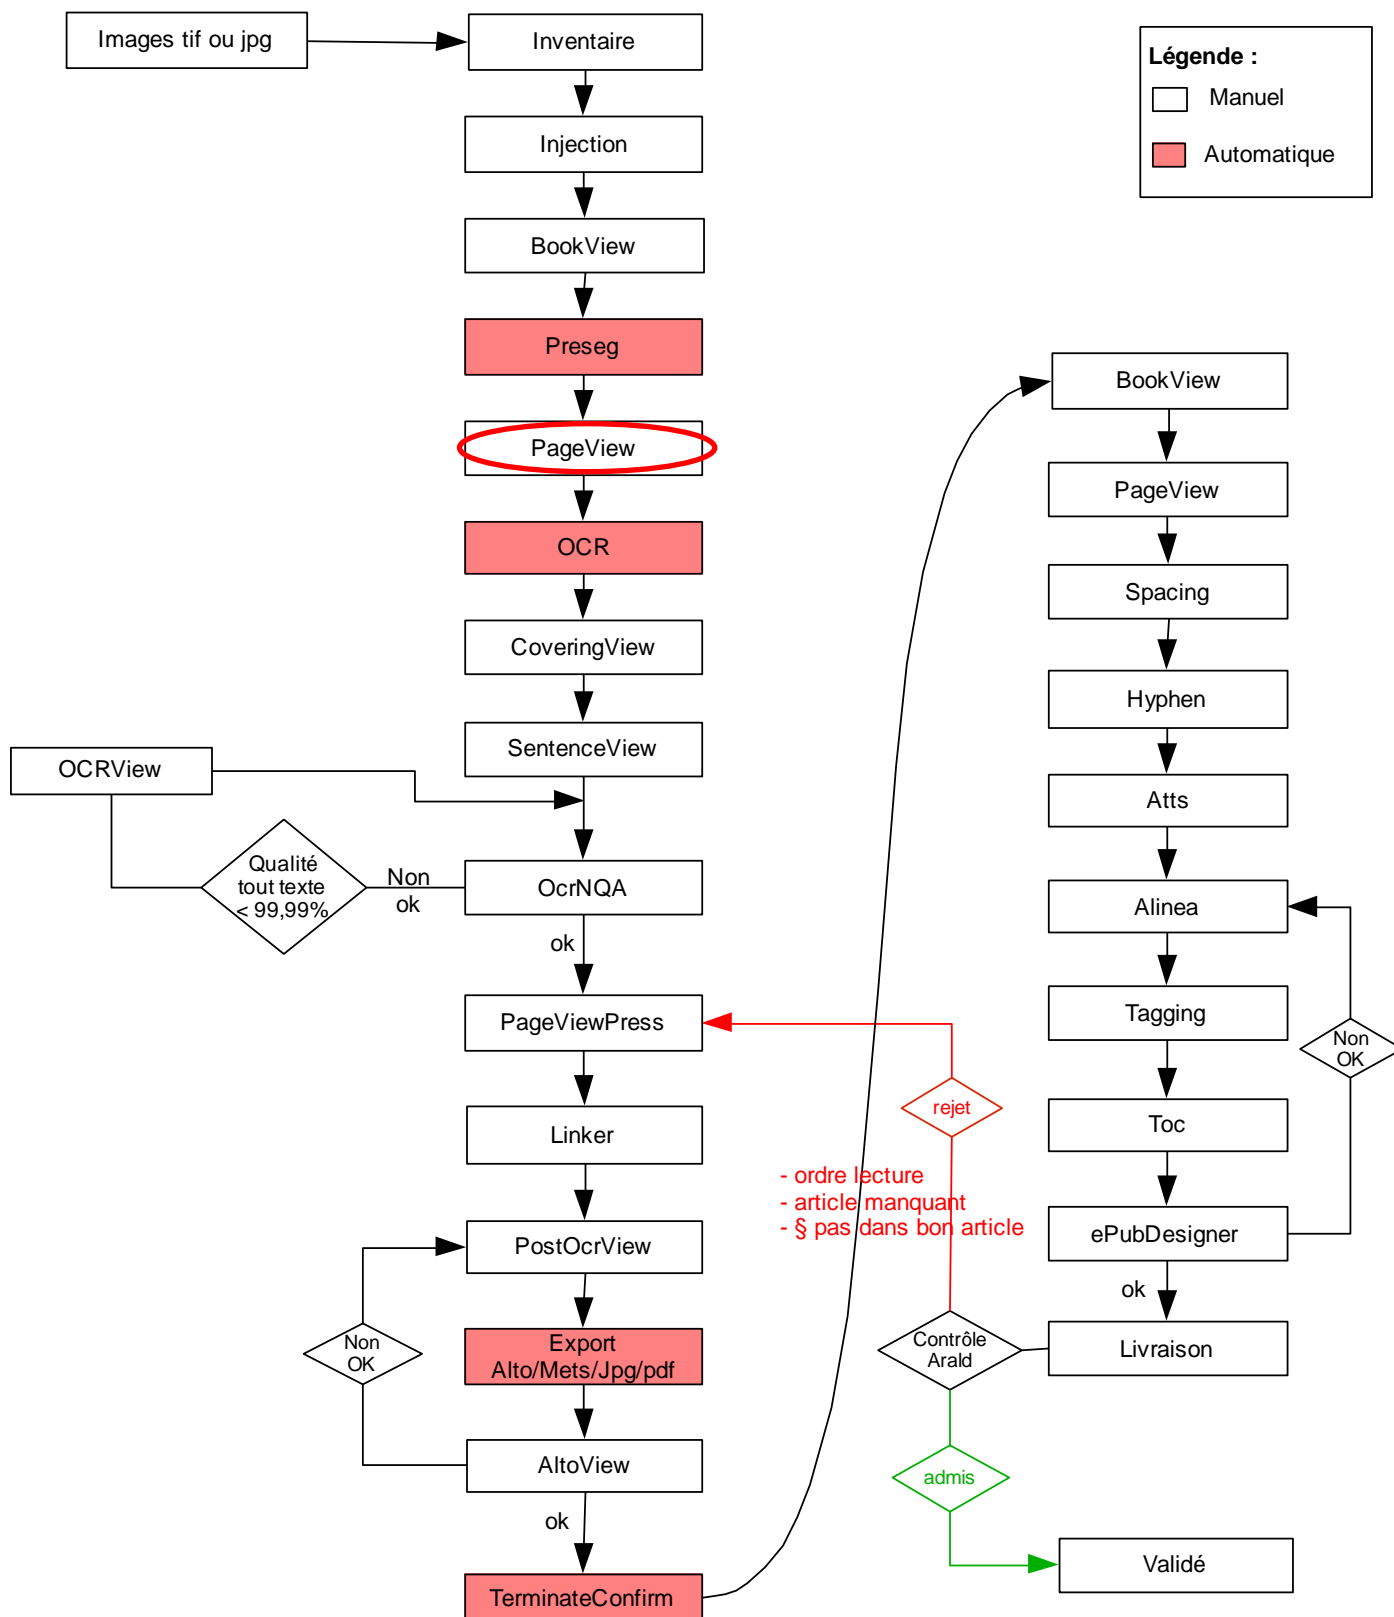 Images tif ou jpg
Inventaire
Injection
BookView
Preseg
PageView
OCR
CoveringView
SentenceView
OCRView
Qualité
tout texte
< 99,99%
Non
ok
OcrNQA
ok
PageViewPress
Linker
PostOcrView
Non
OK
Export
Alto/Mets/Jpg/pdf
AltoView
ok
TerminateConfirm
Légende :
Manuel
Automatique
BookView
PageView
Spacing
Hyphen
Atts
Alinea
Tagging
Non
OK
Toc
ePubDesigner
ok
Livraison
Contrôle
Arald
rejet
- ordre lecture
- article manquant
- § pas dans bon article
admis
Validé